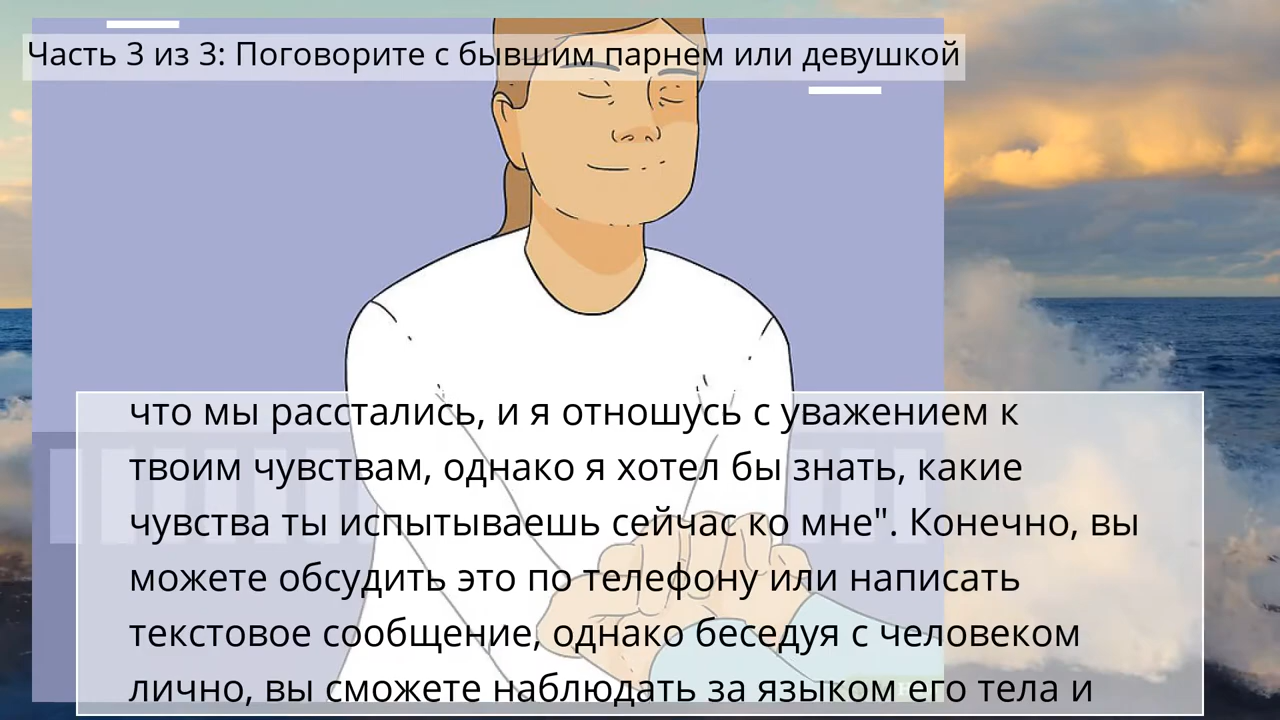 Часть 3 из 3: Поговорите с бывшим парнем или девушкой
что мы расстались, и я отношусь с уважением к
твоим чувствам, однако я хотел бы знать, какие
чувства ты испытываешь сейчас ко мне". Конечно, вы
можете обсудить это по телефону или написать
текстовое сообщение, однако беседуя с человеком
лично, вы сможете наблюдать за языком его тела и